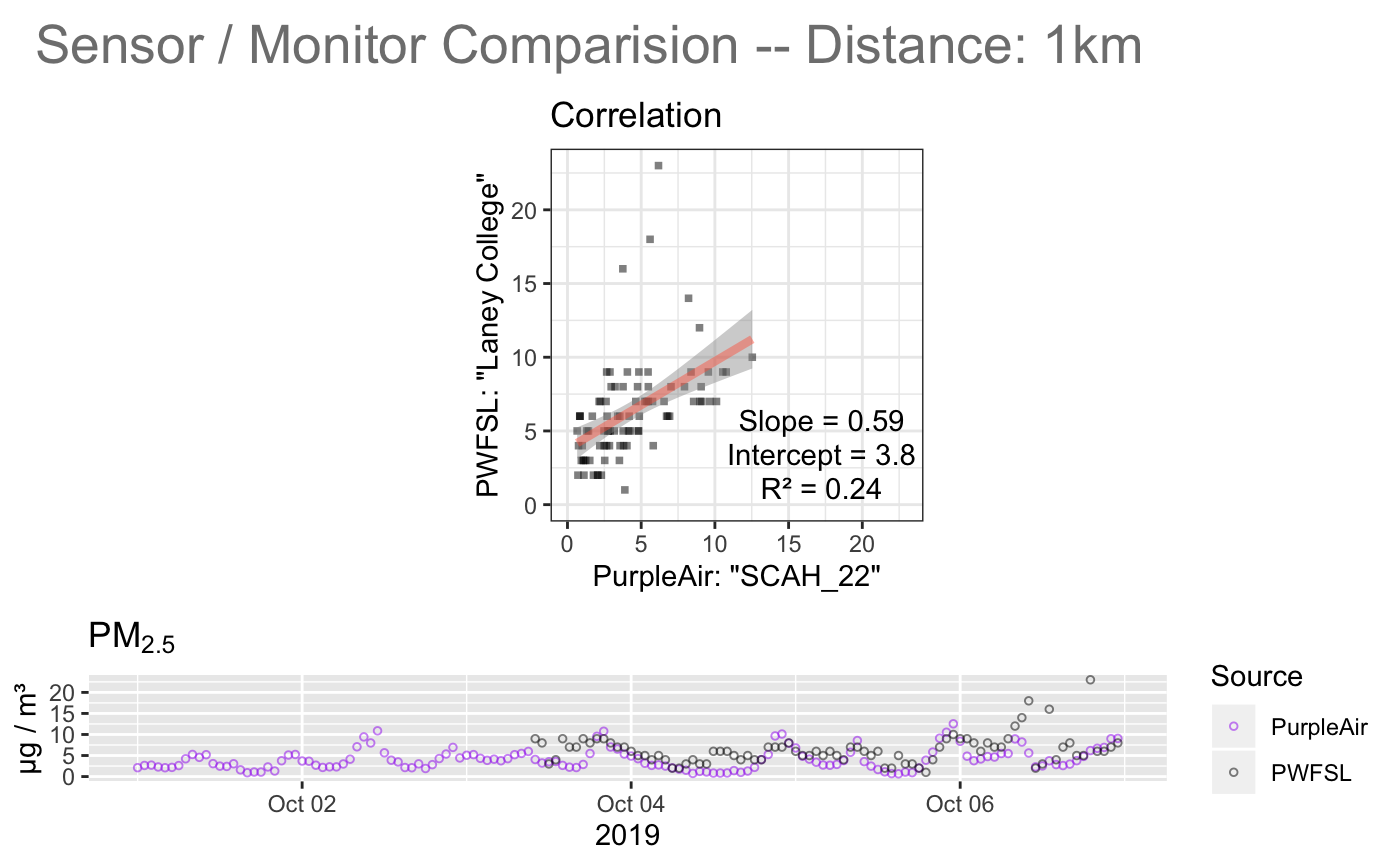 Sensor / Monitor Comparision -- Distance: 1km
Correlation
PWFSL: "Laney College"
20
15
10
5
0
Slope = 0.59
Intercept = 3.8
R² = 0.24
0 5 10 15 20
PurpleAir: "SCAH_22"
PM2.5
µg / m³
20
15
10
5
0
Oct 02 Oct 04 Oct 06
2019
Source
PurpleAir
PWFSL